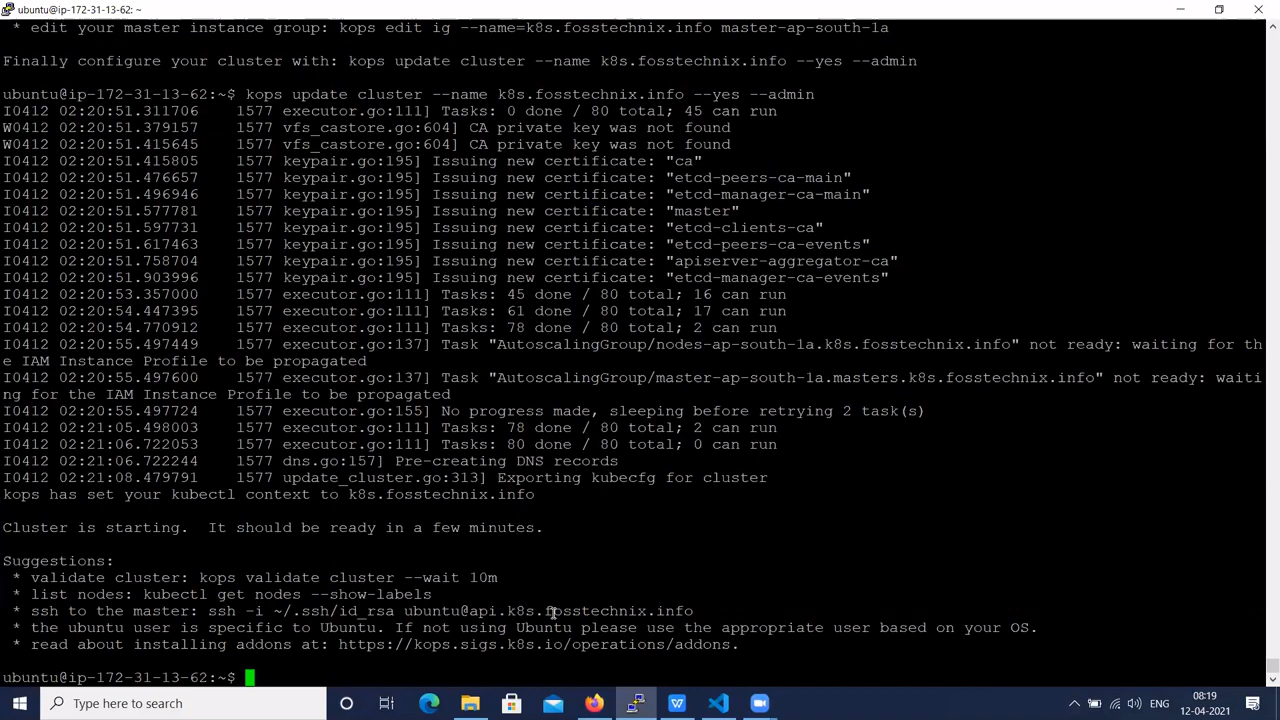 ubuntu@ip-172-31-13-62: ~
* edit your master instance group: kops edit ig --name=k8s.fosstechnix.info master-ap-south-1a
Finally configure your cluster with: kops update cluster --name k8s.fosstechnix.info --yes --admin
ubuntu@ip-172-31-13-62:~$ kops update cluster --name k8s.fosstechnix.info --yes --admin
I0412 02:20:51.311706    1577 executor.go:111] Tasks: 0 done / 80 total; 45 can run
W0412 02:20:51.379157    1577 vfs_castore.go:604] CA private key was not found
W0412 02:20:51.415645    1577 vfs_castore.go:604] CA private key was not found
I0412 02:20:51.415805    1577 keypair.go:195] Issuing new certificate: "ca"
I0412 02:20:51.476657    1577 keypair.go:195] Issuing new certificate: "etcd-peers-ca-main"
I0412 02:20:51.496946    1577 keypair.go:195] Issuing new certificate: "etcd-manager-ca-main"
I0412 02:20:51.577781    1577 keypair.go:195] Issuing new certificate: "master"
I0412 02:20:51.597731    1577 keypair.go:195] Issuing new certificate: "etcd-clients-ca"
I0412 02:20:51.617463    1577 keypair.go:195] Issuing new certificate: "etcd-peers-ca-events"
I0412 02:20:51.758704    1577 keypair.go:195] Issuing new certificate: "apiserver-aggregator-ca"
I0412 02:20:51.903996    1577 keypair.go:195] Issuing new certificate: "etcd-manager-ca-events"
I0412 02:20:53.357000    1577 executor.go:111] Tasks: 45 done / 80 total; 16 can run
I0412 02:20:54.447395    1577 executor.go:111] Tasks: 61 done / 80 total; 17 can run
I0412 02:20:54.770912    1577 executor.go:111] Tasks: 78 done / 80 total; 2 can run
I0412 02:20:55.497449    1577 executor.go:137] Task "AutoscalingGroup/nodes-ap-south-1a.k8s.fosstechnix.info" not ready: waiting for th
e IAM Instance Profile to be propagated
I0412 02:20:55.497600    1577 executor.go:137] Task "AutoscalingGroup/master-ap-south-1a.masters.k8s.fosstechnix.info" not ready: waiti
ng for the IAM Instance Profile to be propagated
I0412 02:20:55.497724    1577 executor.go:155] No progress made, sleeping before retrying 2 task(s)
I0412 02:21:05.498003    1577 executor.go:111] Tasks: 78 done / 80 total; 2 can run
I0412 02:21:06.722053    1577 executor.go:111] Tasks: 80 done / 80 total; 0 can run
I0412 02:21:06.722244    1577 dns.go:157] Pre-creating DNS records
I0412 02:21:08.479791    1577 update_cluster.go:313] Exporting kubecfg for cluster
kops has set your kubectl context to k8s.fosstechnix.info
Cluster is starting.  It should be ready in a few minutes.
Suggestions:
* validate cluster: kops validate cluster --wait 10m
* list nodes: kubectl get nodes --show-labels
* ssh to the master: ssh -i ~/.ssh/id_rsa ubuntu@api.k8s.fosstechnix.info
* the ubuntu user is specific to Ubuntu. If not using Ubuntu please use the appropriate user based on your OS.
* read about installing addons at: https://kops.sigs.k8s.io/operations/addons.
ubuntu@ip-172-31-13-62:~$
Type here to search
ENG
08:19
12-04-2021